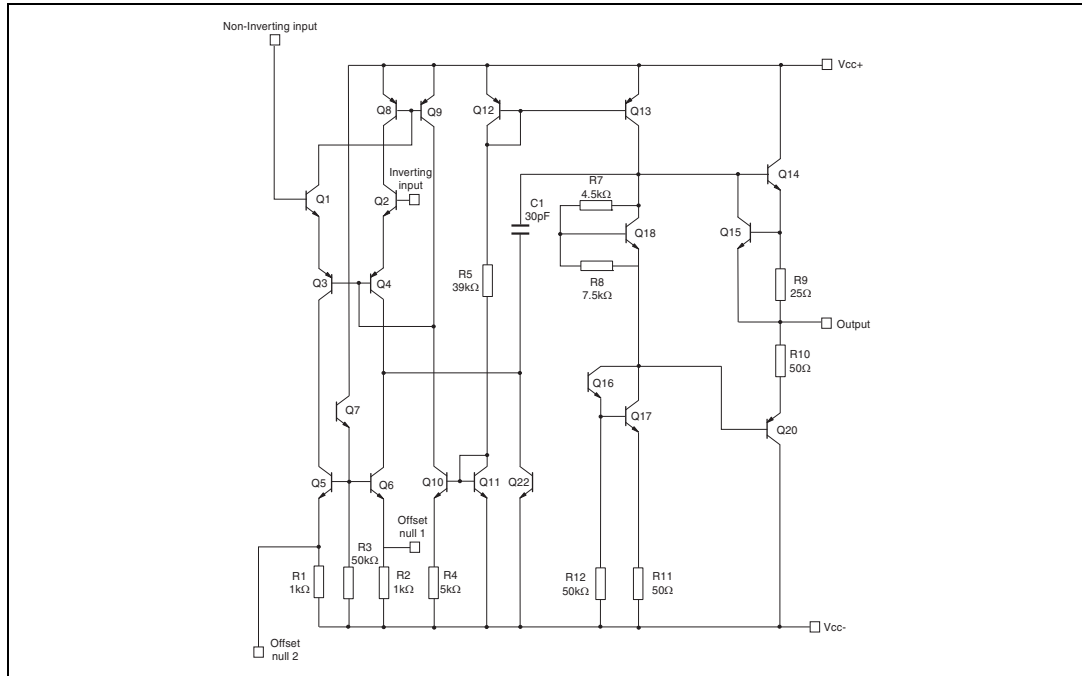 Non-Inverting input
Vcc+
Q8
Q9
Q12
Q13
Q1
Inverting
input
Q2
Q14
R7
4.5kΩ
C1
30pF
Q18
Q15
R5
39kΩ
R8
7.5kΩ
R9
25Ω
Q3
Q4
Output
R10
50Ω
Q16
Q7
Q17
Q20
Q5
Q6
Q10
Q11
Q22
Offset
null 1
R3
50kΩ
R1
1kΩ
R2
1kΩ
R4
5kΩ
R12
50kΩ
R11
50Ω
Vcc-
Offset
null 2